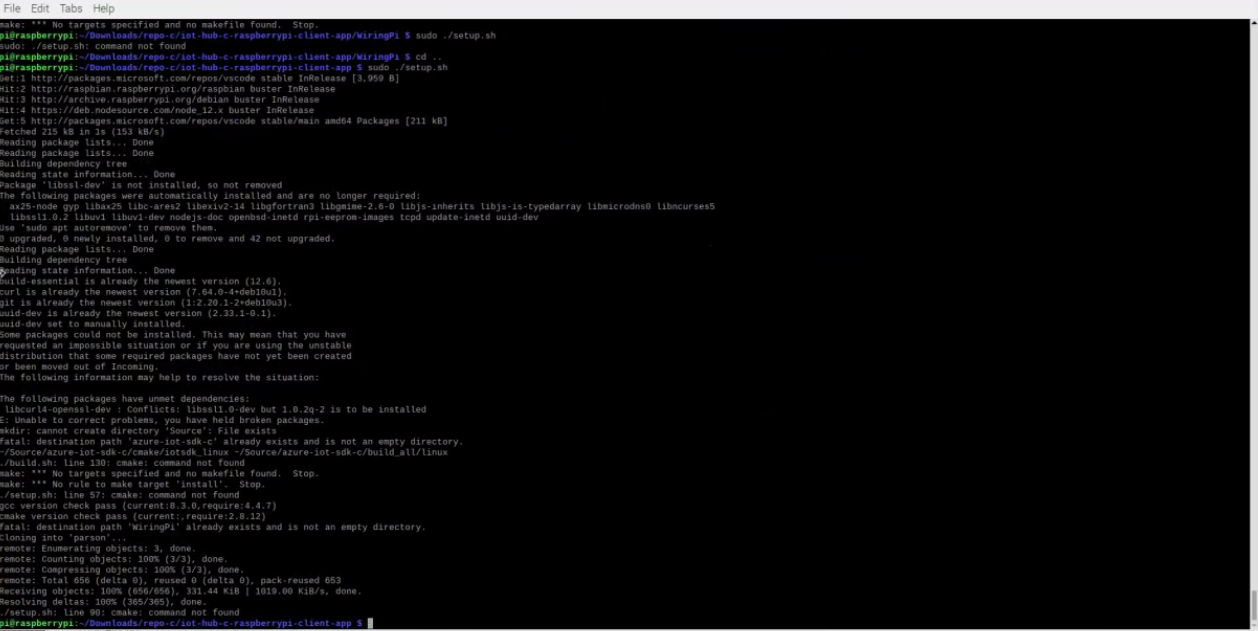 File Edit Tabs Help
make: *** No targets specified and no makefile found.  Stop.
pi@raspberrypi:~/Downloads/repo-c/iot-hub-c-raspberrypi-client-app/WiringPi $ sudo ./setup.sh
sudo: ./setup.sh: command not found
pi@raspberrypi:~/Downloads/repo-c/iot-hub-c-raspberrypi-client-app/WiringPi $ cd ..
pi@raspberrypi:~/Downloads/repo-c/iot-hub-c-raspberrypi-client-app $ sudo ./setup.sh
Get:1 http://packages.microsoft.com/repos/vscode stable InRelease [3,959 B]
Hit:2 http://raspbian.raspberrypi.org/raspbian buster InRelease
Hit:3 http://archive.raspberrypi.org/debian buster InRelease
Hit:4 https://deb.nodesource.com/node_12.x buster InRelease
Get:5 http://packages.microsoft.com/repos/vscode stable/main amd64 Packages [211 kB]
Fetched 215 kB in 1s (153 kB/s)
Reading package lists... Done
Reading package lists... Done
Building dependency tree
Reading state information... Done
Package 'libssl-dev' is not installed, so not removed
The following packages were automatically installed and are no longer required:
  ax25-node gyp libax25 libc-ares2 libexiv2-14 libgfortran3 libgmime-2.6-0 libjs-inherits libjs-is-typedarray libmicrodns0 libncurses5
  libssl1.0.2 libuv1 libuv1-dev nodejs-doc openbsd-inetd rpi-eeprom-images tcpd update-inetd uuid-dev
Use 'sudo apt autoremove' to remove them.
0 upgraded, 0 newly installed, 0 to remove and 42 not upgraded.
Reading package lists... Done
Building dependency tree
Reading state information... Done
build-essential is already the newest version (12.6).
curl is already the newest version (7.64.0-4+deb10u1).
git is already the newest version (1:2.20.1-2+deb10u3).
uuid-dev is already the newest version (2.33.1-0.1).
uuid-dev set to manually installed.
Some packages could not be installed. This may mean that you have
requested an impossible situation or if you are using the unstable
distribution that some required packages have not yet been created
or been moved out of Incoming.
The following information may help to resolve the situation:
The following packages have unmet dependencies:
 libcurl4-openssl-dev : Conflicts: libssl1.0-dev but 1.0.2q-2 is to be installed
E: Unable to correct problems, you have held broken packages.
mkdir: cannot create directory 'Source': File exists
fatal: destination path 'azure-iot-sdk-c' already exists and is not an empty directory.
~/Source/azure-iot-sdk-c/cmake/iotsdk_linux ~/Source/azure-iot-sdk-c/build_all/linux
./build.sh: line 130: cmake: command not found
make: *** No targets specified and no makefile found.  Stop.
make: *** No rule to make target 'install'.  Stop.
./setup.sh: line 57: cmake: command not found
gcc version check pass (current:8.3.0,require:4.4.7)
cmake version check pass (current:,require:2.8.12)
fatal: destination path 'WiringPi' already exists and is not an empty directory.
Cloning into 'parson'...
remote: Enumerating objects: 3, done.
remote: Counting objects: 100% (3/3), done.
remote: Compressing objects: 100% (3/3), done.
remote: Total 656 (delta 0), reused 0 (delta 0), pack-reused 653
Receiving objects: 100% (656/656), 331.44 KiB | 1019.00 KiB/s, done.
Resolving deltas: 100% (365/365), done.
./setup.sh: line 90: cmake: command not found
pi@raspberrypi:~/Downloads/repo-c/iot-hub-c-raspberrypi-client-app $